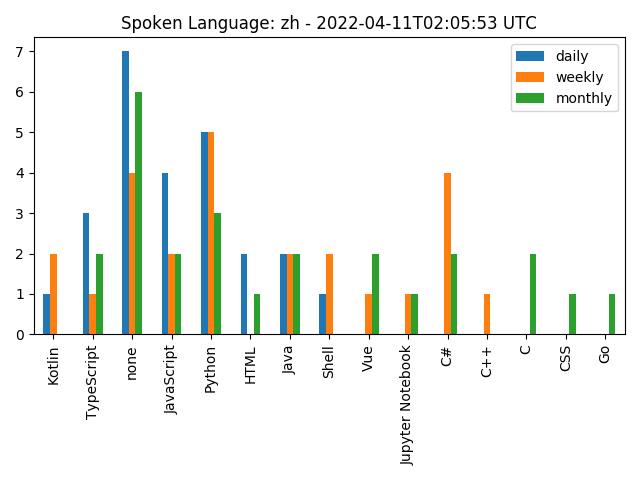 Spoken Language: zh - 2022-04-11T02:05:53 UTC
daily
weekly
monthly
7
6
5
4
3
2
1
0
Kotlin
TypeScript
none
JavaScript
Python
HTML
Java
Shell
Vue
Jupyter Notebook
C#
C++
C
CSS
Go